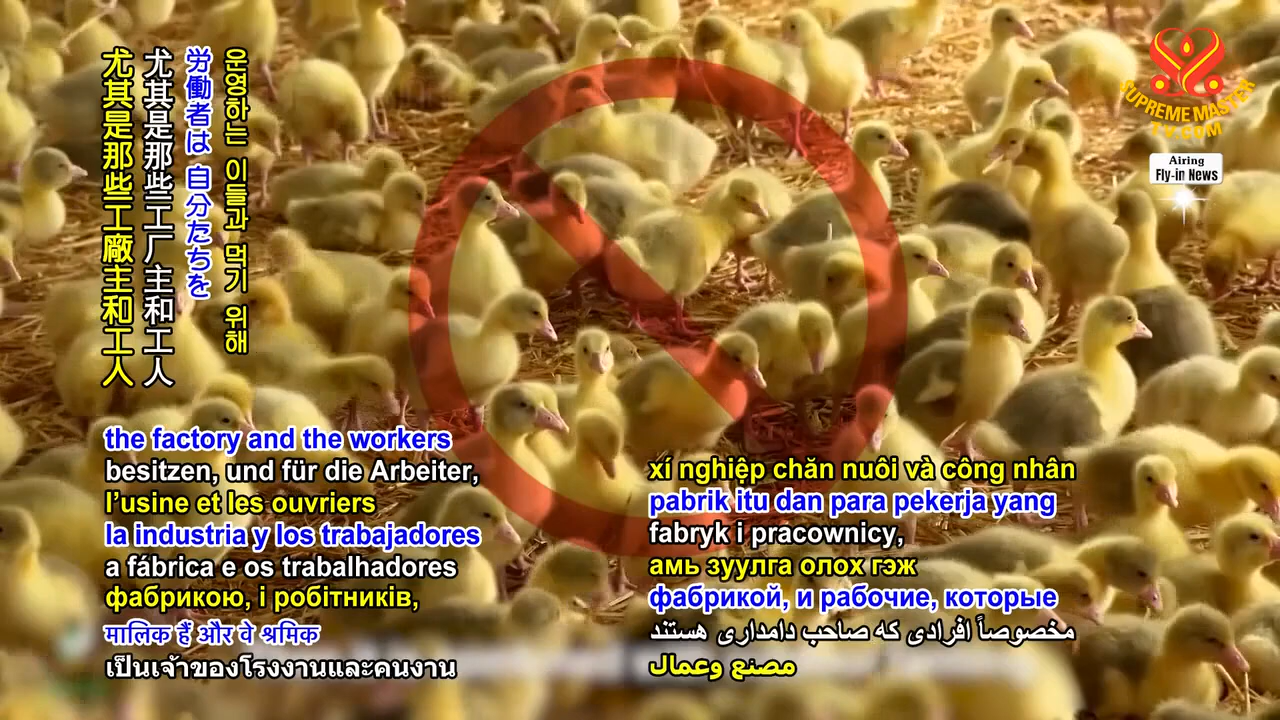 尤其是那些工廠主和工人
尤其是那些工厂主和工人
労働者は 自分たちを
운영하는 이들과 먹기 위해
SUPREME MASTER
TV.COM
Airing
Fly-in News
the factory and the workers
besitzen, und für die Arbeiter,
l’usine et les ouvriers
la industria y los trabajadores
a fábrica e os trabalhadores
фабрикою, і робітників,
मालिक हैं और वे श्रमिक
เป็นเจ้าของโรงงานและคนงาน
xí nghiệp chăn nuôi và công nhân
pabrik itu dan para pekerja yang
fabryk i pracownicy,
амь зуулга олох гэж
фабрикой, и рабочие, которые
مخصوصاً افرادی که صاحب دامداری هستند
مصنع وعمال